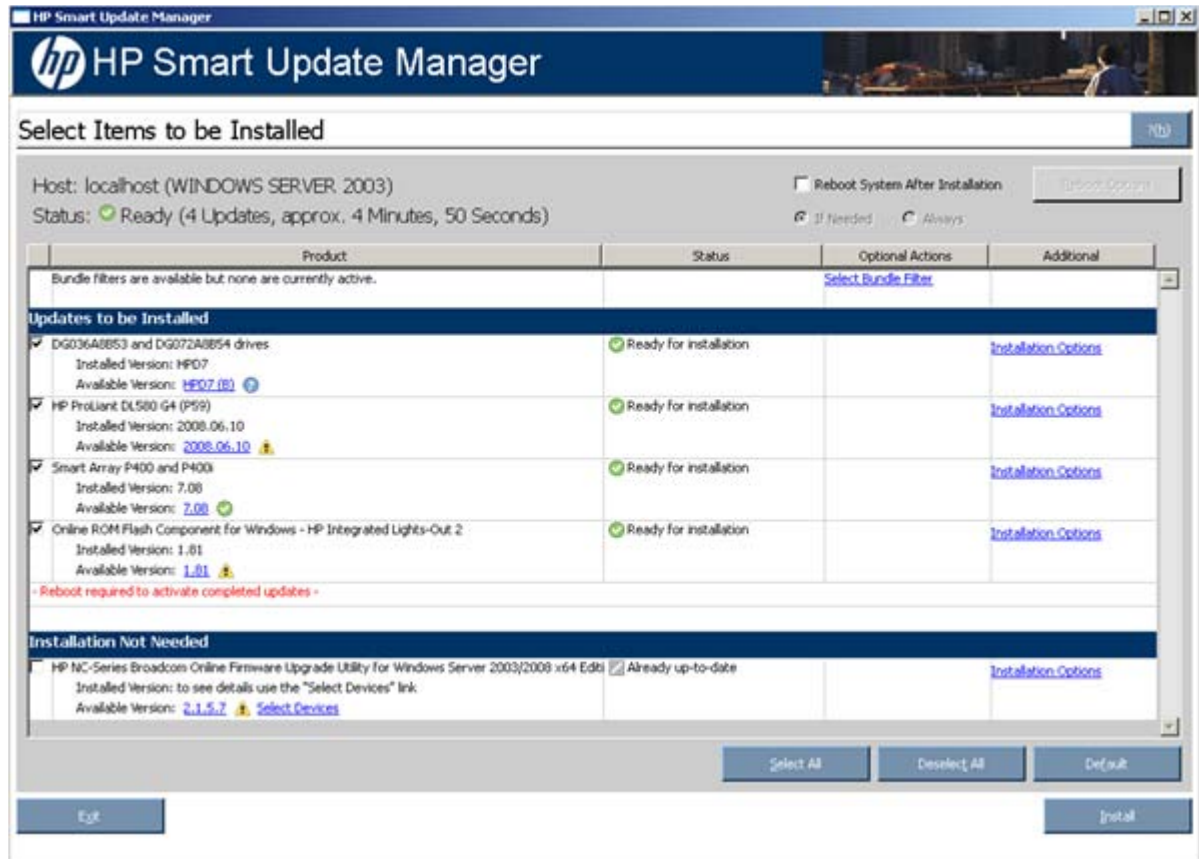 HP Smart Update Manager
hp HP Smart Update Manager
Select Items to be Installed
?(h)
Host: localhost (WINDOWS SERVER 2003)
Reboot System After Installation
Reboot Options
Status: Ready (4 Updates, approx. 4 Minutes, 50 Seconds)
If Needed Always
Product Status Optional Actions Additional
Bundle filters are available but none are currently active. Select Bundle Filter
Updates to be Installed
DG036A8B53 and DG072A8B54 drives Ready for installation Installation Options
Installed Version: HPD7
Available Version: HPD7 (B) ?
HP ProLiant DL580 G4 (P59) Ready for installation Installation Options
Installed Version: 2008.06.10
Available Version: 2008.06.10
Smart Array P400 and P400i Ready for installation Installation Options
Installed Version: 7.08
Available Version: 7.08
Online ROM Flash Component for Windows - HP Integrated Lights-Out 2 Ready for installation Installation Options
Installed Version: 1.81
Available Version: 1.81
- Reboot required to activate completed updates -
Installation Not Needed
HP NC-Series Broadcom Online Firmware Upgrade Utility for Windows Server 2003/2008 x64 Editi Already up-to-date Installation Options
Installed Version: to see details use the "Select Devices" link
Available Version: 2.1.5.7 Select Devices
Select All Deselect All Default
Exit Install